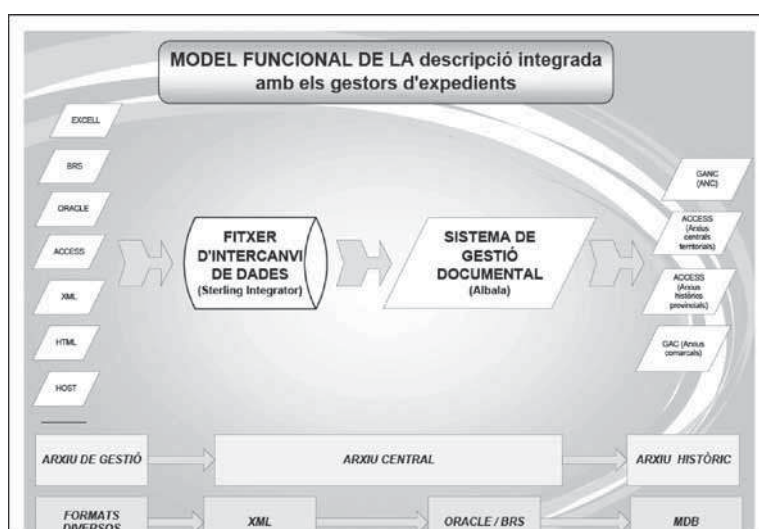 MODEL FUNCIONAL DE LA descripció integrada
amb els gestors d'expedients
EXCELL
BRS
ORACLE
ACCESS
XML
HTML
HOST
FITXER
D'INTERCANVI
DE DADES
(Sterling Integrator)
SISTEMA DE
GESTIÓ
DOCUMENTAL
(Albala)
GANC
(ANC)
ACCESS
(Arxius
centrals
territorials)
ACCESS
(Arxius
històrics
provincials)
GAC (Arxius
comarcals)
ARXIU DE GESTIÓ
ARXIU CENTRAL
ARXIU HISTÒRIC
FORMATS
DIVERSOS
XML
ORACLE / BRS
MDB